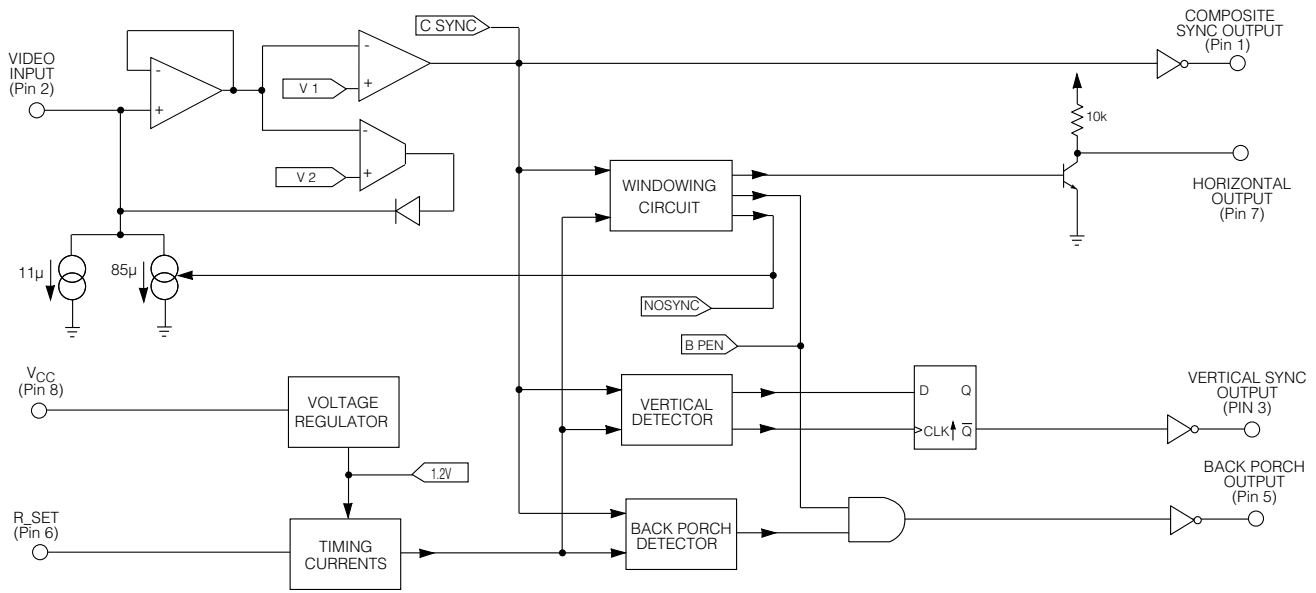 C SYNC
COMPOSITE
SYNC OUTPUT
(Pin 1)
VIDEO
INPUT
(Pin 2)
-
+
-
+
V 1
10k
-
+
V 2
WINDOWING
CIRCUIT
HORIZONTAL
OUTPUT
(Pin 7)
11µ
85µ
NOSYNC
B PEN
VCC
(Pin 8)
VOLTAGE
REGULATOR
VERTICAL
DETECTOR
D Q
CLK Q̅
VERTICAL SYNC
OUTPUT
(PIN 3)
1.2V
R_SET
(Pin 6)
TIMING
CURRENTS
BACK PORCH
DETECTOR
BACK PORCH
OUTPUT
(Pin 5)